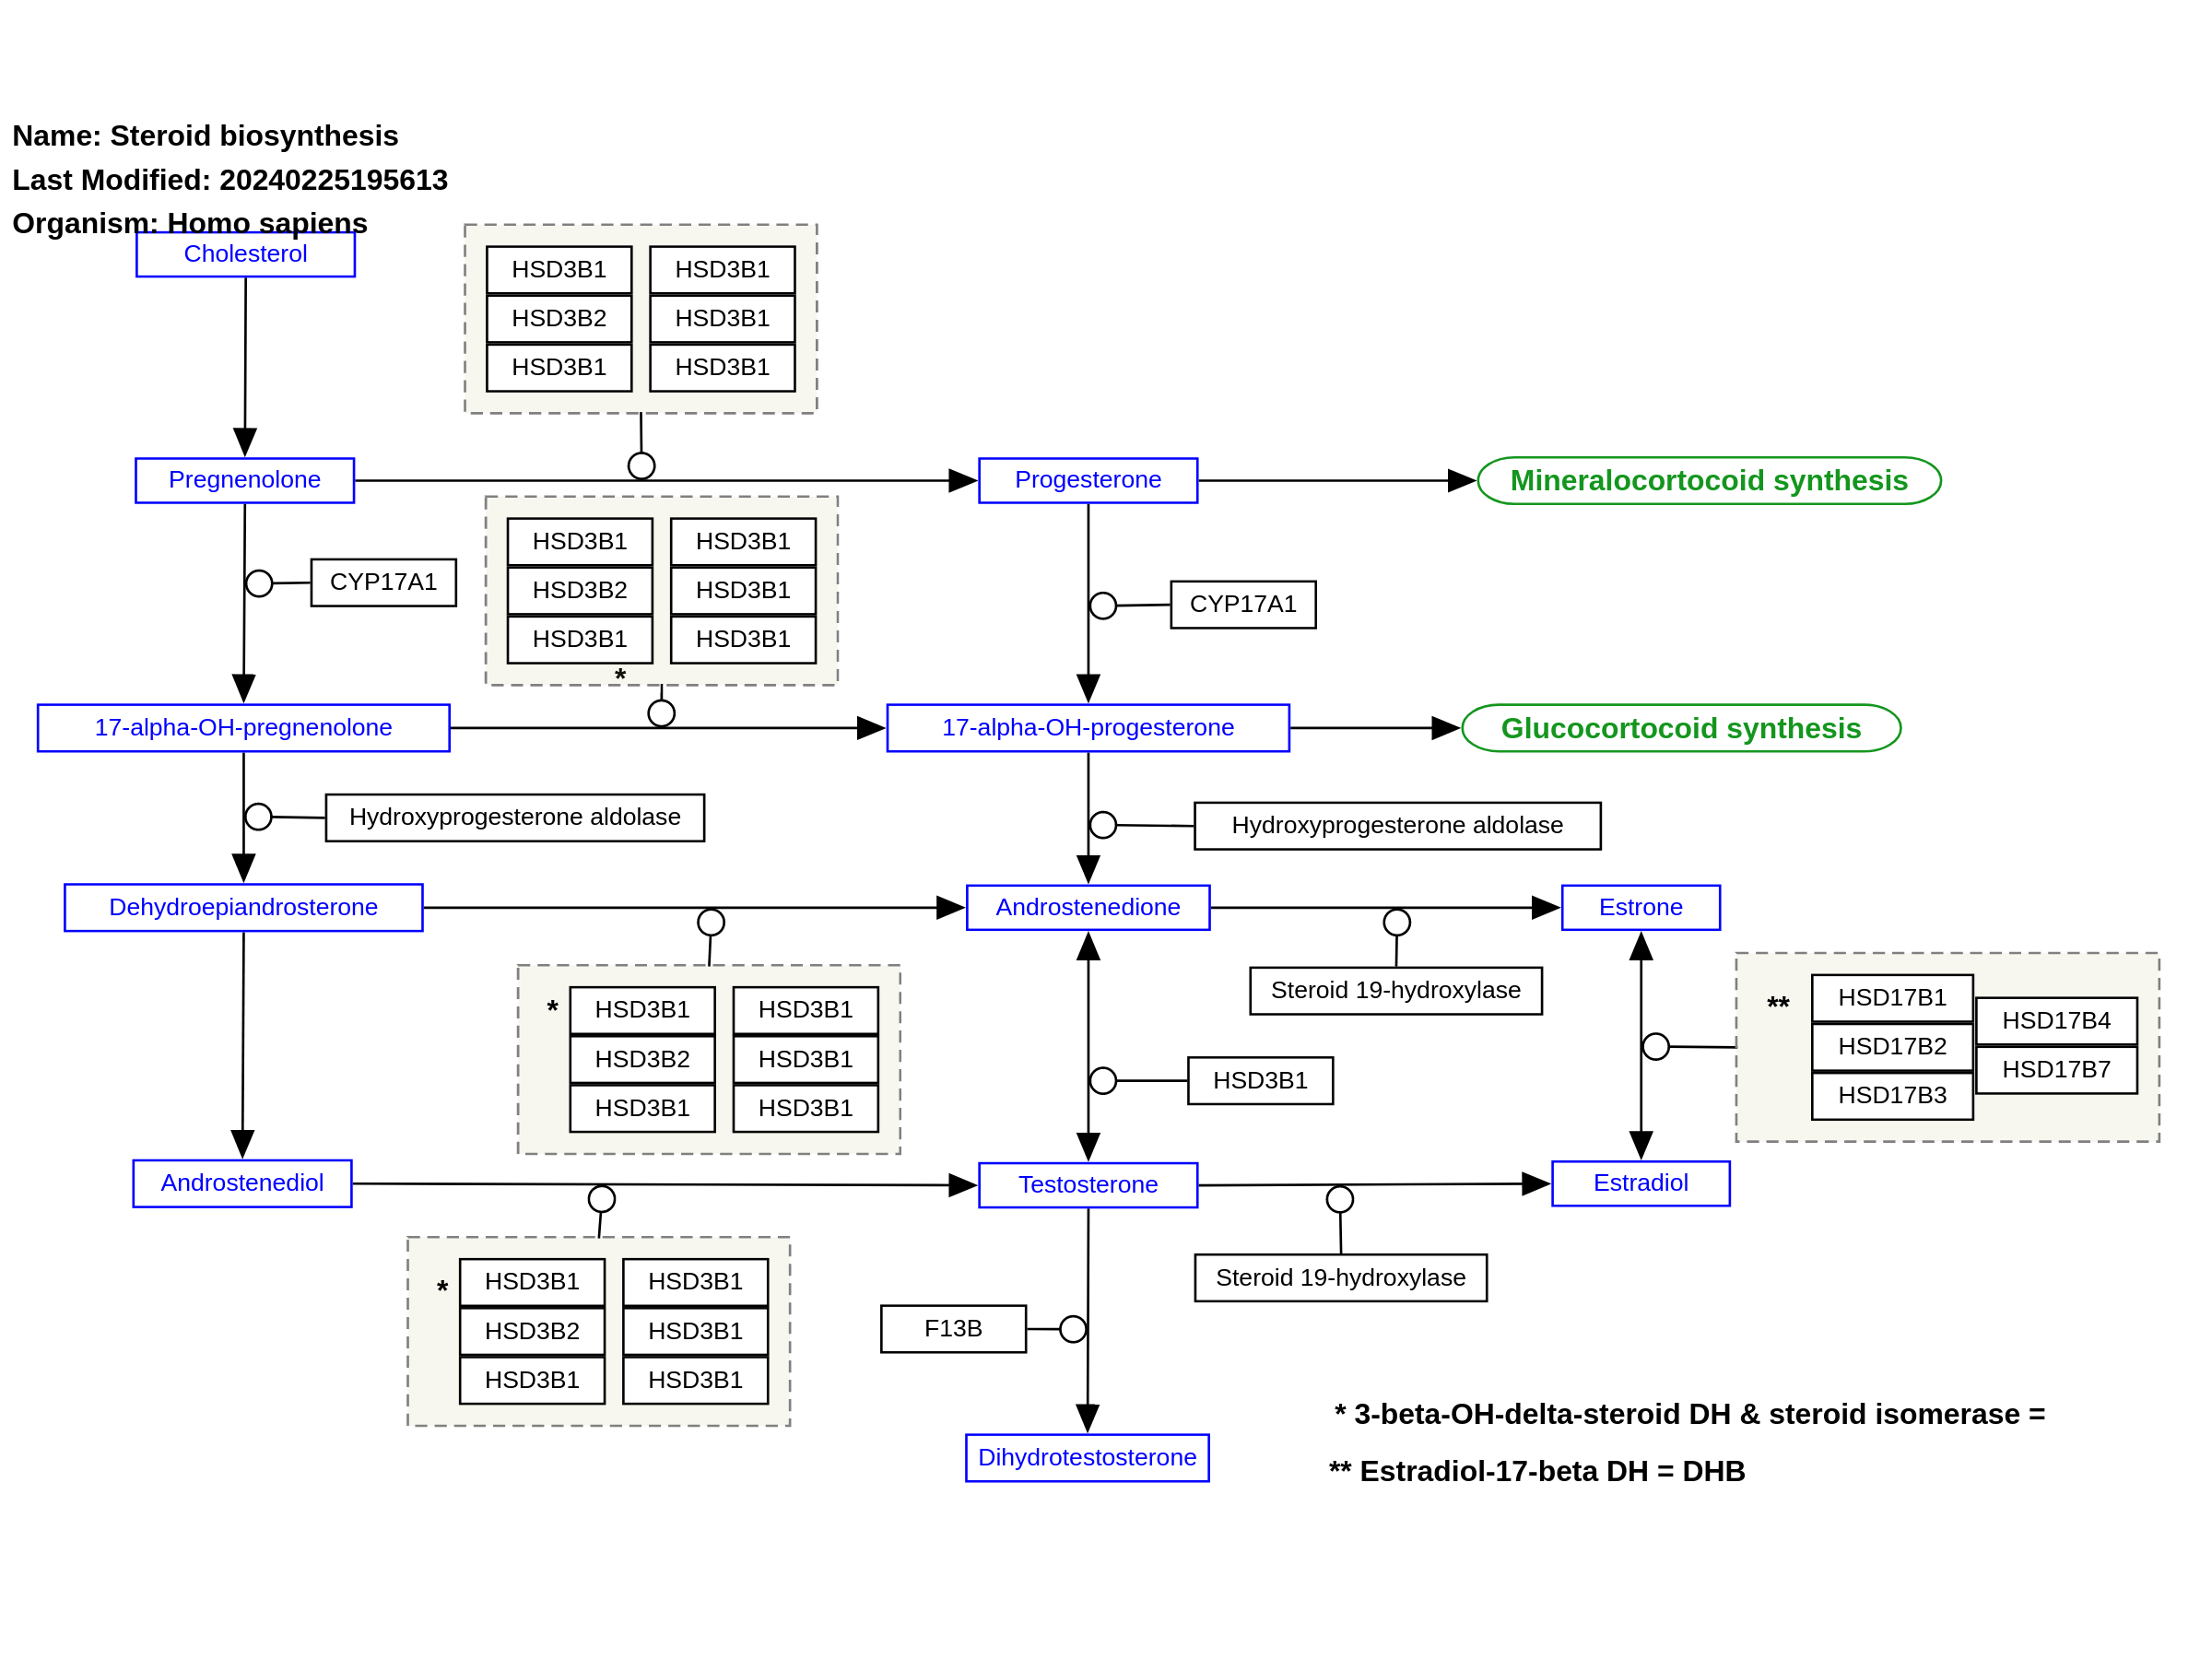 Name: Steroid biosynthesis
Last Modified: 20240225195613
Organism: Homo sapiens
Cholesterol
HSD3B1 HSD3B1
HSD3B2 HSD3B1
HSD3B1 HSD3B1
Pregnenolone
Progesterone
Mineralocortocoid synthesis
CYP17A1
HSD3B1 HSD3B1
HSD3B2 HSD3B1
HSD3B1 HSD3B1
*
CYP17A1
17-alpha-OH-pregnenolone
17-alpha-OH-progesterone
Glucocortocoid synthesis
Hydroxyprogesterone aldolase
Hydroxyprogesterone aldolase
Dehydroepiandrosterone
Androstenedione
Estrone
* HSD3B1 HSD3B1
HSD3B2 HSD3B1
HSD3B1 HSD3B1
Steroid 19-hydroxylase
HSD3B1
** HSD17B1
HSD17B2
HSD17B3
HSD17B4
HSD17B7
Androstenediol
Testosterone
Estradiol
* HSD3B1 HSD3B1
HSD3B2 HSD3B1
HSD3B1 HSD3B1
Steroid 19-hydroxylase
F13B
Dihydrotestosterone
* 3-beta-OH-delta-steroid DH & steroid isomerase =
** Estradiol-17-beta DH = DHB